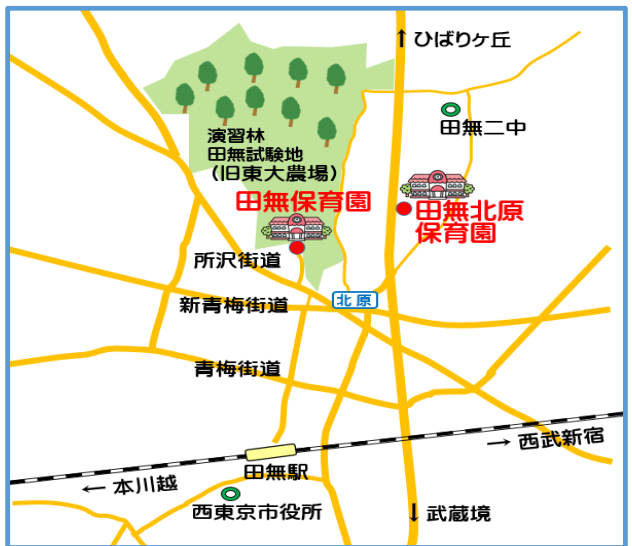 ↑ ひばりヶ丘
田無二中
演習林
田無試験地
(旧東大農場)
田無保育園
田無北原
保育園
所沢街道
北原
新青梅街道
青梅街道
→ 西武新宿
田無駅
← 本川越
西東京市役所
↓ 武蔵境